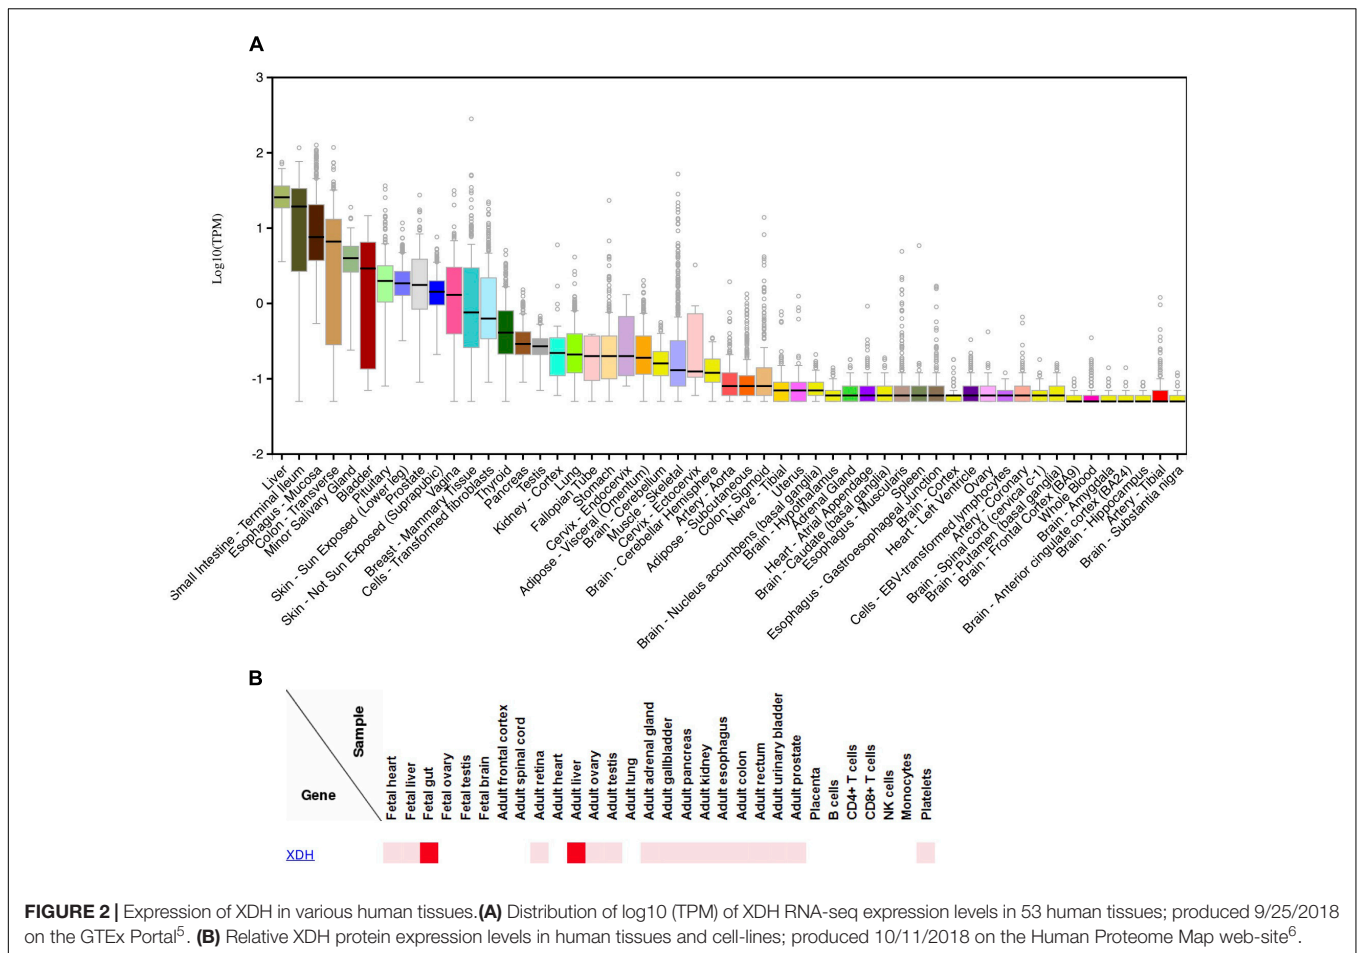 A
3
2
1
0
-1
-2
Log10(TPM)
Liver
Small Intestine - Terminal Ileum
Esophagus - Mucosa
Colon - Transverse
Minor Salivary Gland
Bladder
Pituitary
Skin - Sun Exposed (Lower leg)
Prostate
Skin - Not Sun Exposed (Suprapubic)
Vagina
Breast - Mammary Tissue
Cells - Transformed fibroblasts
Thyroid
Pancreas
Testis
Kidney - Cortex
Lung
Fallopian Tube
Stomach
Cervix - Endocervix
Adipose - Visceral (Omentum)
Brain - Cerebellum
Muscle - Skeletal
Cervix - Ectocervix
Brain - Cerebellar Hemisphere
Artery - Aorta
Adipose - Subcutaneous
Colon - Sigmoid
Nerve - Tibial
Uterus
Brain - Nucleus accumbens (basal ganglia)
Brain - Hypothalamus
Adrenal Gland
Heart - Atrial Appendage
Brain - Caudate (basal ganglia)
Esophagus - Muscularis
Spleen
Esophagus - Gastroesophageal Junction
Brain - Cortex
Heart - Left Ventricle
Ovary
Cells - EBV-transformed lymphocytes
Artery - Coronary
Brain - Spinal cord (cervical c-1)
Brain - Putamen (basal ganglia)
Brain - Frontal Cortex (BA9)
Whole Blood
Brain - Amygdala
Brain - Anterior cingulate cortex (BA24)
Brain - Hippocampus
Artery - Tibial
Brain - Substantia nigra
B
Sample
Gene
Fetal heart
Fetal liver
Fetal gut
Fetal ovary
Fetal testis
Fetal brain
Adult frontal cortex
Adult spinal cord
Adult retina
Adult heart
Adult liver
Adult ovary
Adult testis
Adult lung
Adult adrenal gland
Adult gallbladder
Adult pancreas
Adult kidney
Adult esophagus
Adult colon
Adult rectum
Adult urinary bladder
Adult prostate
Placenta
B cells
CD4+ T cells
CD8+ T cells
NK cells
Monocytes
Platelets
XDH
FIGURE 2 | Expression of XDH in various human tissues.(A) Distribution of log10 (TPM) of XDH RNA-seq expression levels in 53 human tissues; produced 9/25/2018
on the GTEx Portal⁵. (B) Relative XDH protein expression levels in human tissues and cell-lines; produced 10/11/2018 on the Human Proteome Map web-site⁶.